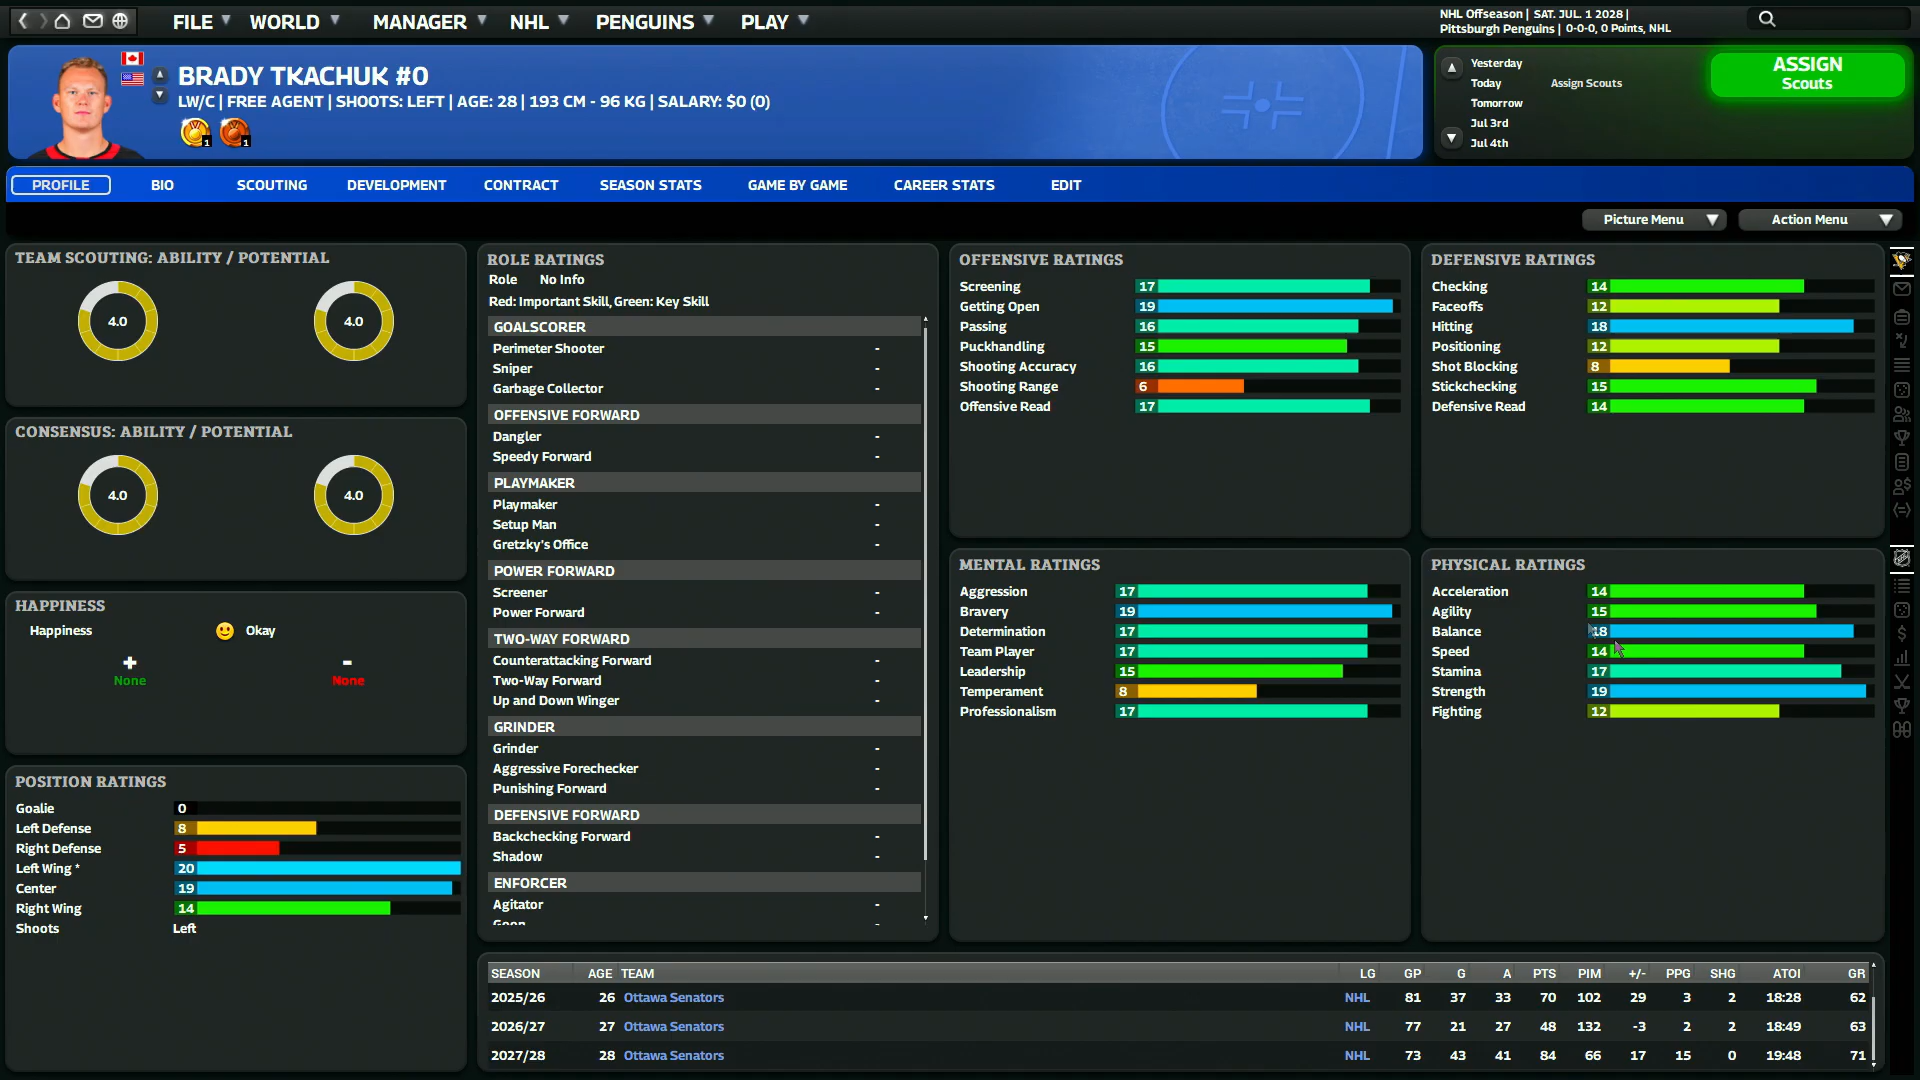 FILE WORLD MANAGER NHL PENGUINS PLAY
NHL Offseason | SAT. JUL. 1 2028 |
Pittsburgh Penguins | 0-0-0, 0 Points, NHL
BRADY TKACHUK #0
LW/C | FREE AGENT | SHOOTS: LEFT | AGE: 28 | 193 CM - 96 KG | SALARY: $0 (0)
1 1
Yesterday
Today Assign Scouts
Tomorrow
Jul 3rd
Jul 4th
ASSIGN
Scouts
PROFILE BIO SCOUTING DEVELOPMENT CONTRACT SEASON STATS GAME BY GAME CAREER STATS EDIT
Picture Menu Action Menu
TEAM SCOUTING: ABILITY / POTENTIAL
4.0 4.0
CONSENSUS: ABILITY / POTENTIAL
4.0 4.0
HAPPINESS
Happiness Okay
+ -
None None
POSITION RATINGS
Goalie 0
Left Defense 8
Right Defense 5
Left Wing * 20
Center 19
Right Wing 14
Shoots Left
ROLE RATINGS
Role No Info
Red: Important Skill, Green: Key Skill
GOALSCORER
Perimeter Shooter -
Sniper -
Garbage Collector -
OFFENSIVE FORWARD
Dangler -
Speedy Forward -
PLAYMAKER
Playmaker -
Setup Man -
Gretzky's Office -
POWER FORWARD
Screener -
Power Forward -
TWO-WAY FORWARD
Counterattacking Forward -
Two-Way Forward -
Up and Down Winger -
GRINDER
Grinder -
Aggressive Forechecker -
Punishing Forward -
DEFENSIVE FORWARD
Backchecking Forward -
Shadow -
ENFORCER
Agitator -
Goon -
OFFENSIVE RATINGS
Screening 17
Getting Open 19
Passing 16
Puckhandling 15
Shooting Accuracy 16
Shooting Range 6
Offensive Read 17
DEFENSIVE RATINGS
Checking 14
Faceoffs 12
Hitting 18
Positioning 12
Shot Blocking 8
Stickchecking 15
Defensive Read 14
MENTAL RATINGS
Aggression 17
Bravery 19
Determination 17
Team Player 17
Leadership 15
Temperament 8
Professionalism 17
PHYSICAL RATINGS
Acceleration 14
Agility 15
Balance 18
Speed 14
Stamina 17
Strength 19
Fighting 12
SEASON AGE TEAM LG GP G A PTS PIM +/- PPG SHG ATOI GR
2025/26 26 Ottawa Senators NHL 81 37 33 70 102 29 3 2 18:28 62
2026/27 27 Ottawa Senators NHL 77 21 27 48 132 -3 2 2 18:49 63
2027/28 28 Ottawa Senators NHL 73 43 41 84 66 17 15 0 19:48 71